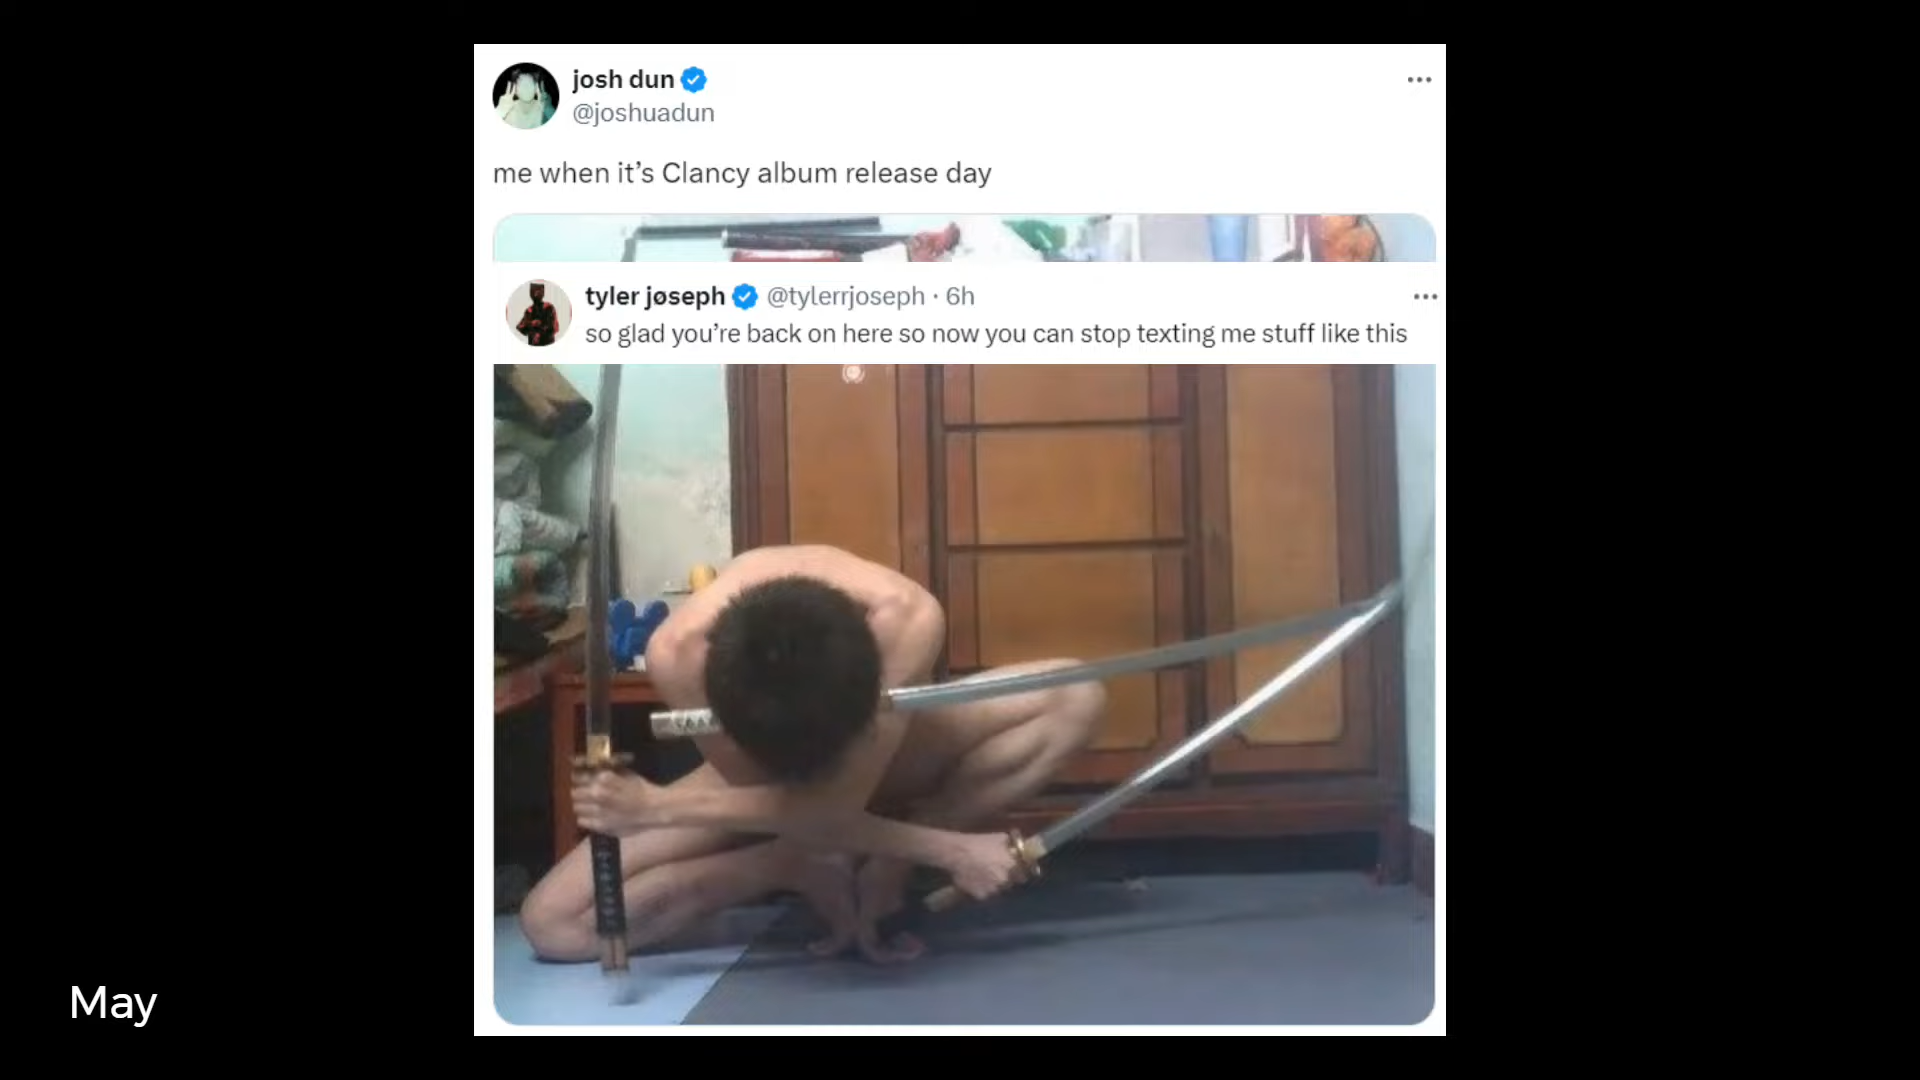 josh dun
@joshuadun
me when it’s Clancy album release day
tyler jøseph @tylerrjoseph · 6h
so glad you’re back on here so now you can stop texting me stuff like this
May